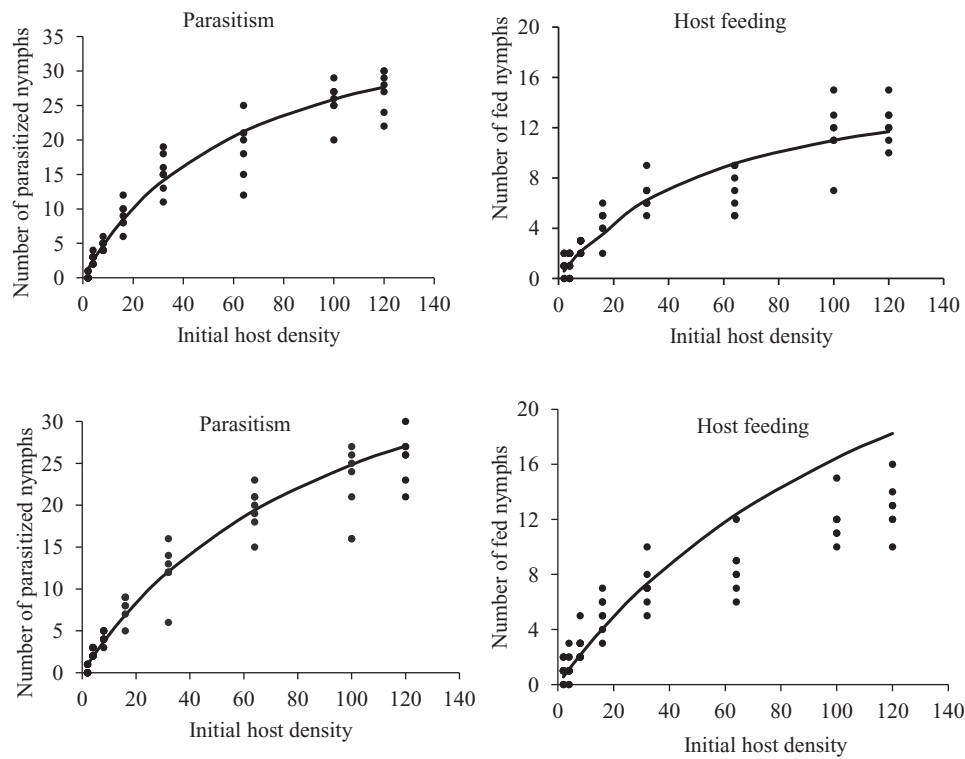 Parasitism
Number of parasitized nymphs
35
30
25
20
15
10
5
0
0 20 40 60 80 100 120 140
Initial host density
Host feeding
Number of fed nymphs
20
16
12
8
4
0
0 20 40 60 80 100 120 140
Initial host density
Parasitism
Number of parasitized nymphs
30
25
20
15
10
5
0
0 20 40 60 80 100 120 140
Initial host density
Host feeding
Number of fed nymphs
20
16
12
8
4
0
0 20 40 60 80 100 120 140
Initial host density